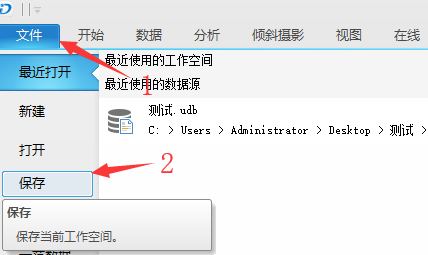 文件 开始 数据 分析 倾斜摄影 视图 在线
最近打开
最近使用的工作空间
1
最近使用的数据源
新建
测试.udb
C: > Users > Administrator > Desktop > 测试 >
打开
保存
2
保存
保存当前工作空间。